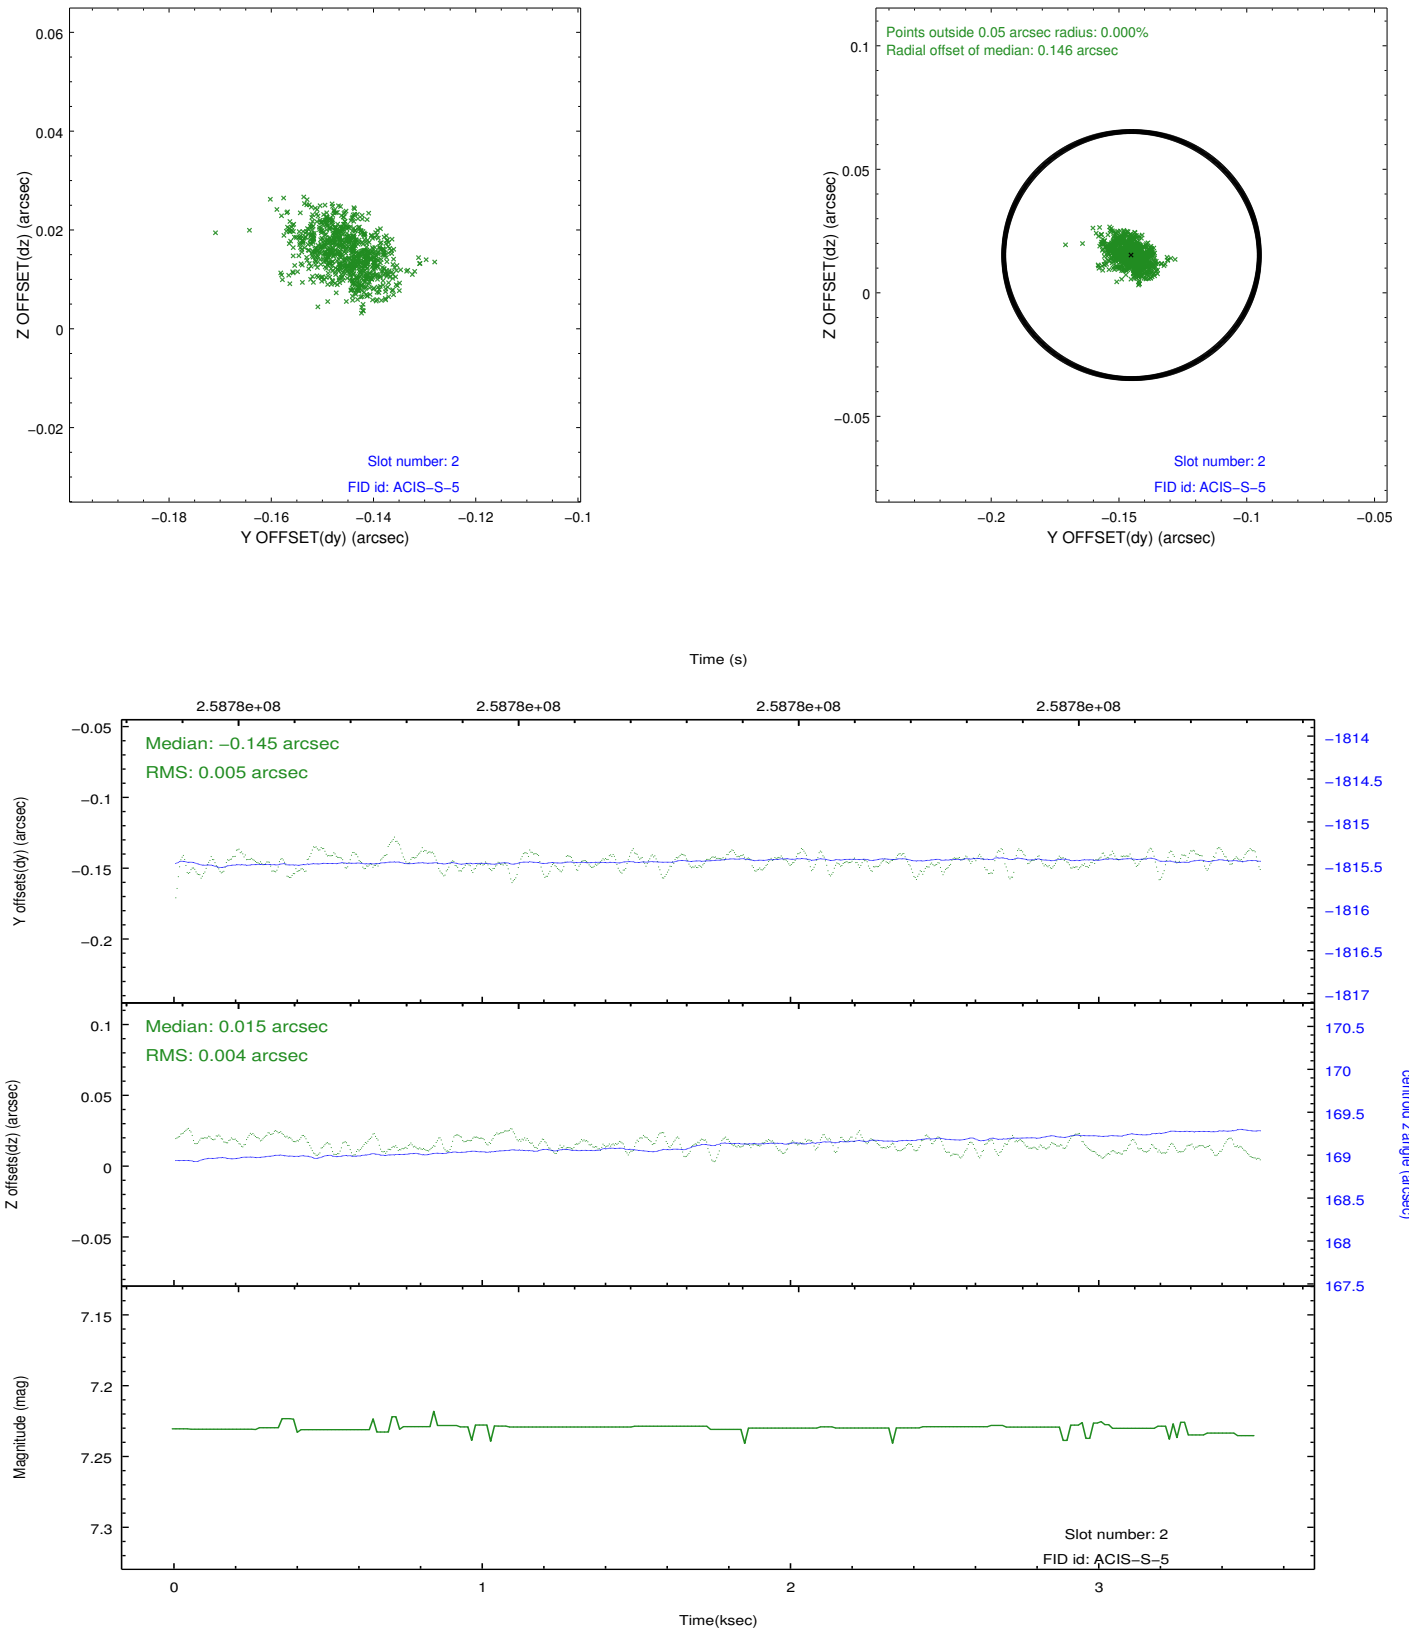 0.06
0.04
0.02
0
−0.02
Z OFFSET(dz) (arcsec)
Slot number: 2
FID id: ACIS−S−5
−0.18 −0.16 −0.14 −0.12 −0.1
Y OFFSET(dy) (arcsec)
Points outside 0.05 arcsec radius: 0.000%
Radial offset of median: 0.146 arcsec
0.1
0.05
0
−0.05
Z OFFSET(dz) (arcsec)
Slot number: 2
FID id: ACIS−S−5
−0.2 −0.15 −0.1 −0.05
Y OFFSET(dy) (arcsec)
Time (s)
2.5878e+08 2.5878e+08 2.5878e+08 2.5878e+08
Median: −0.145 arcsec
RMS: 0.005 arcsec
−0.05
−0.1
−0.15
−0.2
Y offsets(dy) (arcsec)
−1814
−1814.5
−1815
−1815.5
−1816
−1816.5
−1817
Median: 0.015 arcsec
RMS: 0.004 arcsec
0.1
0.05
0
−0.05
Z offsets(dz) (arcsec)
170.5
170
169.5
169
168.5
168
167.5
centroid z angle (arcsec)
7.15
7.2
7.25
7.3
Magnitude (mag)
Slot number: 2
FID id: ACIS−S−5
0 1 2 3
Time(ksec)